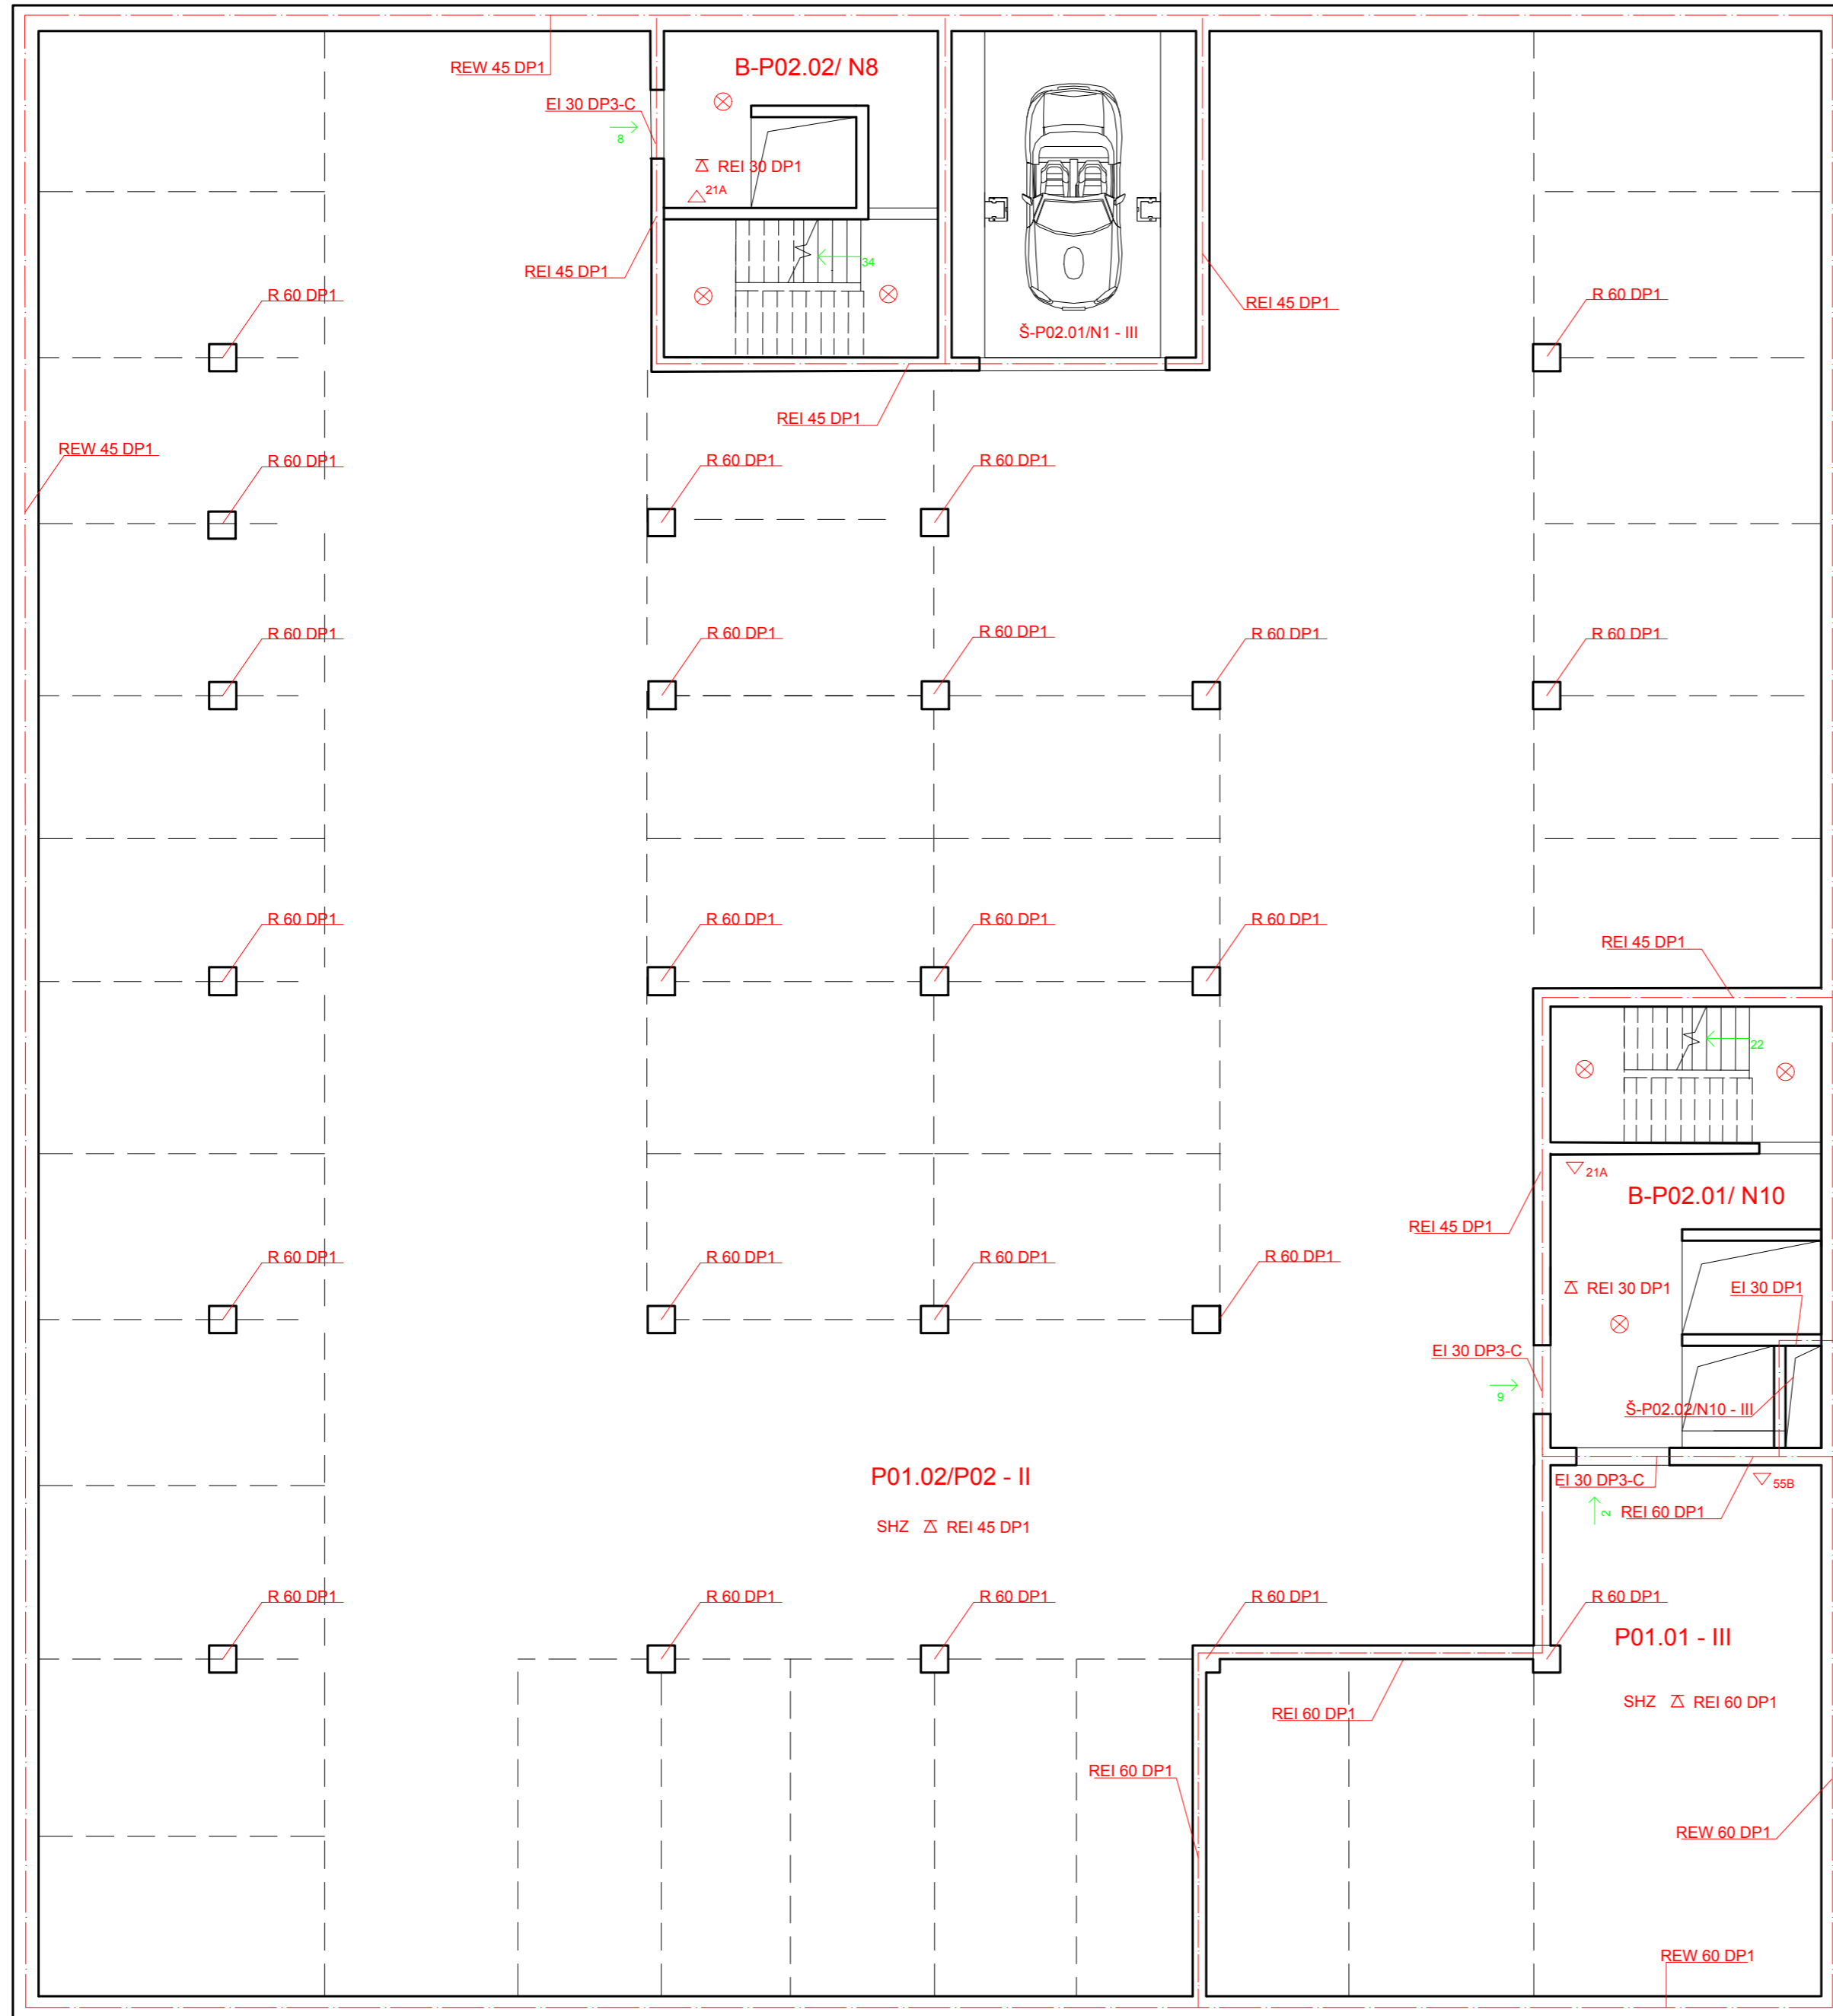 B-P02.02/ N8
REW 45 DP1
EI 30 DP3-C
8
REI 30 DP1
21A
34
REI 45 DP1
R 60 DP1
REI 45 DP1
R 60 DP1
Š-P02.01/N1 - III
REI 45 DP1
REW 45 DP1
R 60 DP1
R 60 DP1
R 60 DP1
R 60 DP1
R 60 DP1
R 60 DP1
R 60 DP1
R 60 DP1
R 60 DP1
R 60 DP1
R 60 DP1
R 60 DP1
REI 45 DP1
22
21A
B-P02.01/ N10
REI 45 DP1
R 60 DP1
R 60 DP1
R 60 DP1
R 60 DP1
REI 30 DP1
EI 30 DP1
EI 30 DP3-C
9
Š-P02.02/N10 - III
P01.02/P02 - II
EI 30 DP3-C
55B
2
REI 60 DP1
SHZ REI 45 DP1
R 60 DP1
R 60 DP1
R 60 DP1
R 60 DP1
R 60 DP1
P01.01 - III
SHZ REI 60 DP1
REI 60 DP1
REI 60 DP1
REW 60 DP1
REW 60 DP1